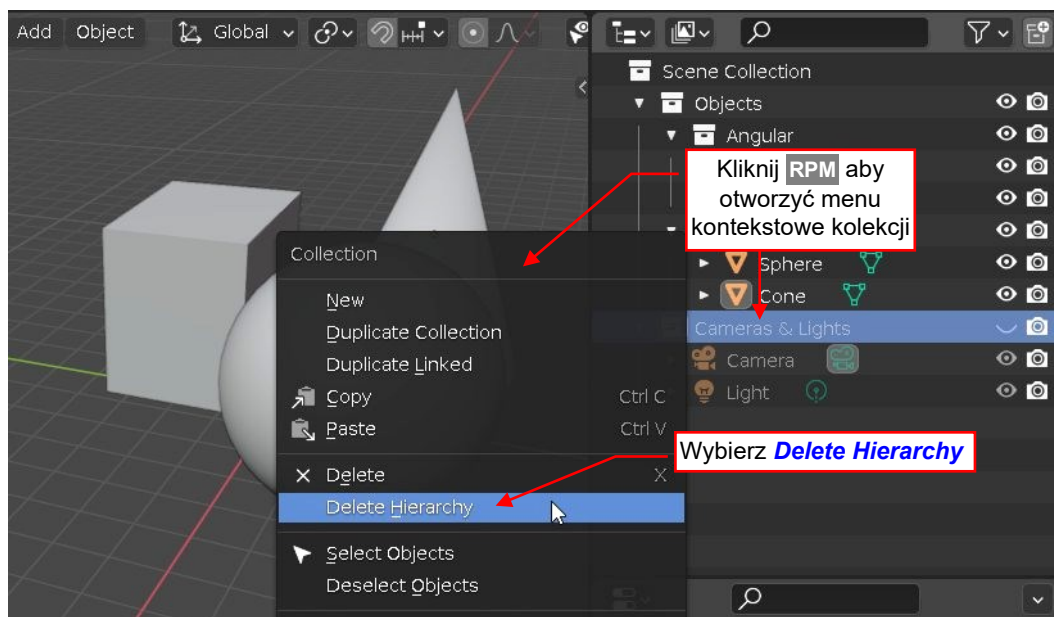 Add Object Global
Scene Collection
Objects
Angular
Kliknij RPM aby
otworzyć menu
kontekstowe kolekcji
Collection
Sphere
New
Cone
Duplicate Collection
Cameras & Lights
Duplicate Linked
Camera
Copy Ctrl C
Light
Paste Ctrl V
Wybierz Delete Hierarchy
Delete X
Delete Hierarchy
Select Objects
Deselect Objects